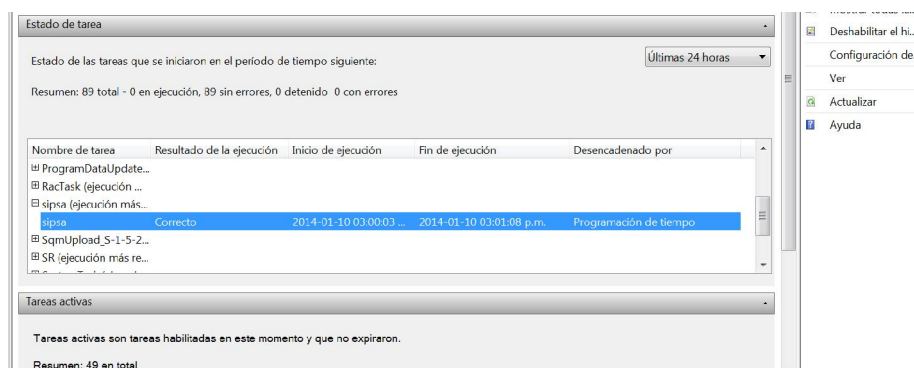 Estado de tarea
Estado de las tareas que se iniciaron en el período de tiempo siguiente:
Últimas 24 horas
Resumen: 89 total - 0 en ejecución, 89 sin errores, 0 detenido 0 con errores
Nombre de tarea Resultado de la ejecución Inicio de ejecución Fin de ejecución Desencadenado por
ProgramDataUpdate...
RacTask (ejecución ...
sipsa (ejecución más...
sipsa Correcto 2014-01-10 03:00:03 ... 2014-01-10 03:01:08 p.m. Programación de tiempo
SqmUpload_S-1-5-2...
SR (ejecución más re...
Tareas activas
Tareas activas son tareas habilitadas en este momento y que no expiraron.
Resumen: 49 en total
Deshabilitar el hi...
Configuración de
Ver
Actualizar
Ayuda